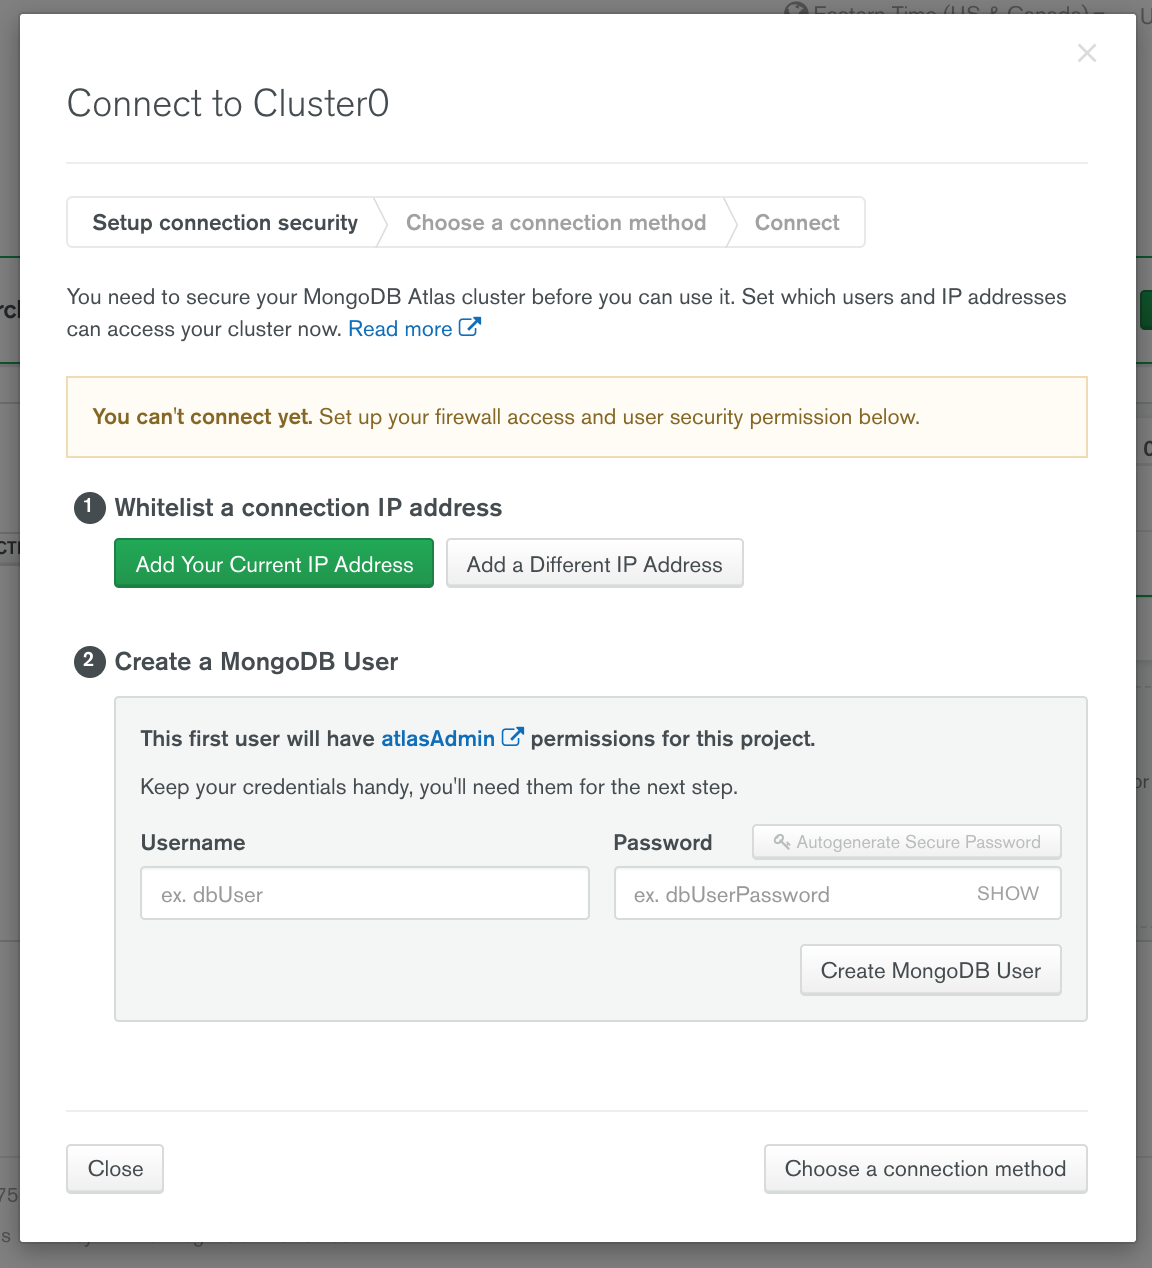 Eastern Time (US & Canada)
Connect to Cluster0
Setup connection security
Choose a connection method
Connect
You need to secure your MongoDB Atlas cluster before you can use it. Set which users and IP addresses
can access your cluster now. Read more
You can't connect yet. Set up your firewall access and user security permission below.
1 Whitelist a connection IP address
Add Your Current IP Address
Add a Different IP Address
2 Create a MongoDB User
This first user will have atlasAdmin permissions for this project.
Keep your credentials handy, you'll need them for the next step.
Username
Password
Autogenerate Secure Password
ex. dbUser
ex. dbUserPassword
SHOW
Create MongoDB User
Close
Choose a connection method